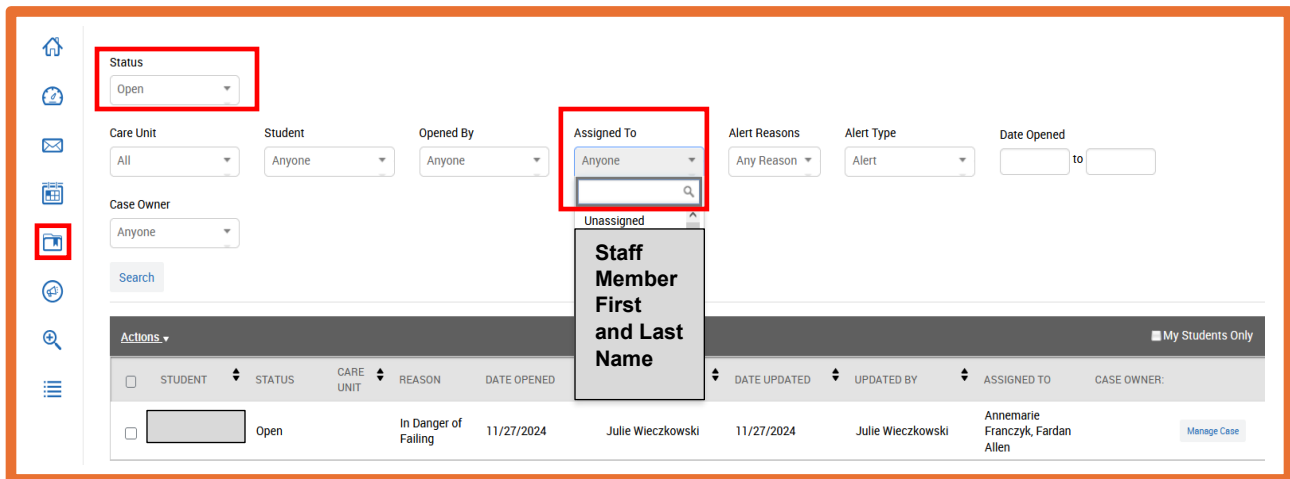 Status
Open
Care Unit Student Opened By Assigned To Alert Reasons Alert Type Date Opened
All Anyone Anyone Anyone Any Reason Alert to
Case Owner
Unassigned
Anyone
Staff
Member
First
and Last
Name
Search
Actions My Students Only
STUDENT STATUS CARE UNIT REASON DATE OPENED DATE UPDATED UPDATED BY ASSIGNED TO CASE OWNER:
Open In Danger of Failing 11/27/2024 Julie Wieczkowski 11/27/2024 Julie Wieczkowski Annemarie Franczyk, Fardan Allen Manage Case